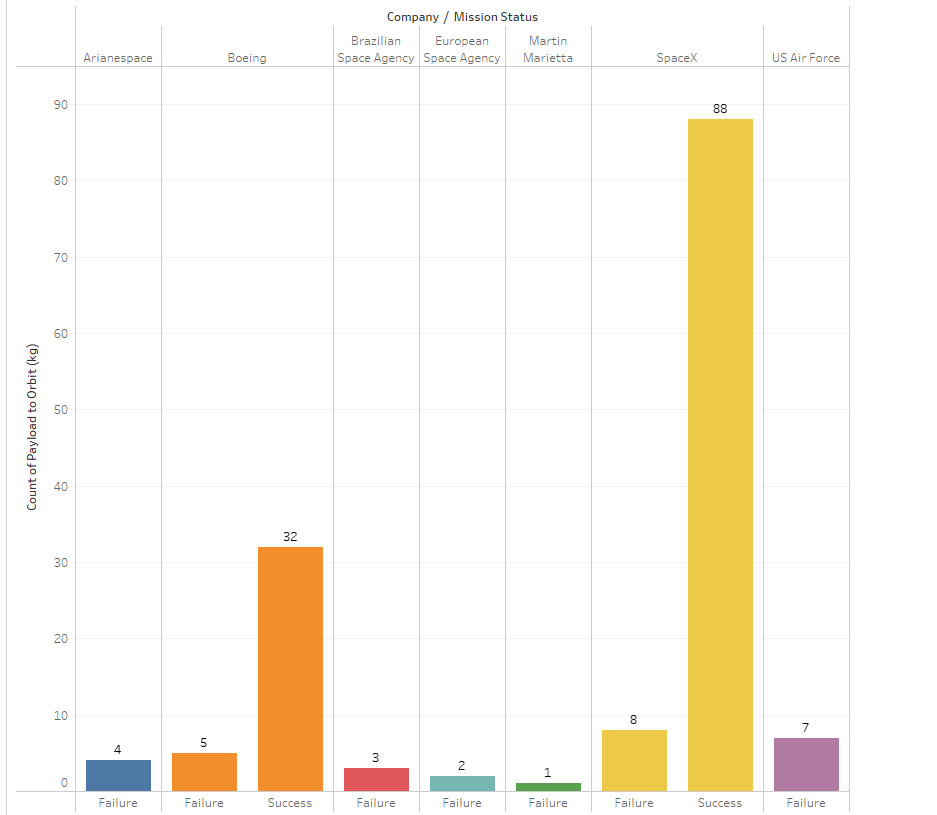 Company / Mission Status
Arianespace
Boeing
Brazilian
Space Agency
European
Space Agency
Martin
Marietta
SpaceX
US Air Force
Count of Payload to Orbit (kg)
90
80
70
60
50
40
30
20
10
0
4
5
32
3
2
1
8
88
7
Failure
Failure
Success
Failure
Failure
Failure
Failure
Success
Failure